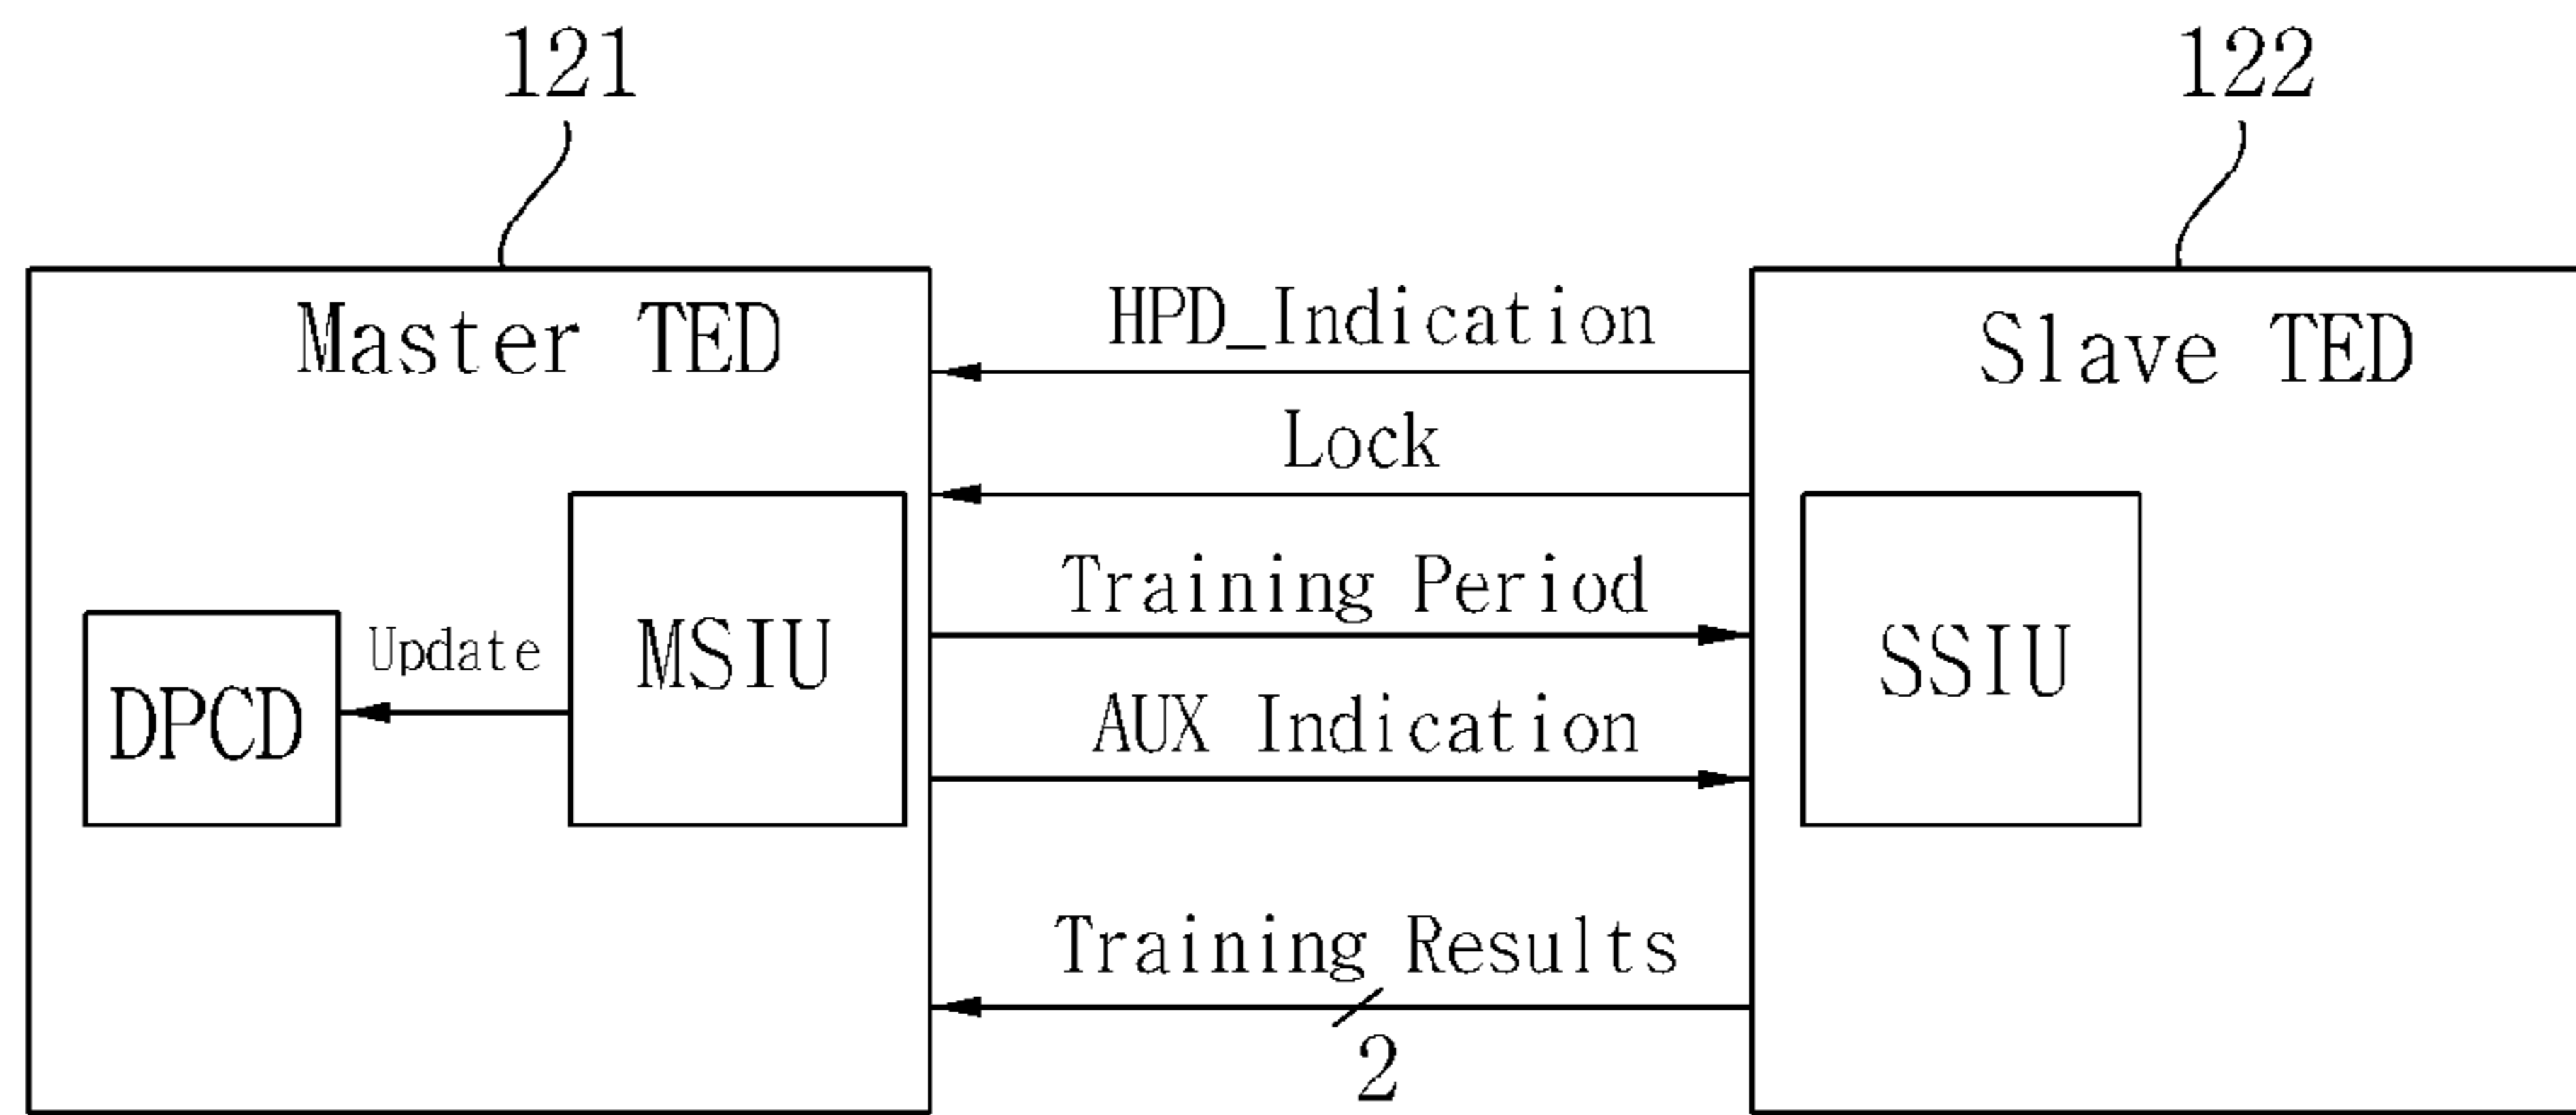 121
122
Master TED
HPD_Indication
Slave TED
Lock
Training Period
Update
MSIU
SSIU
DPCD
AUX Indication
Training Results
2